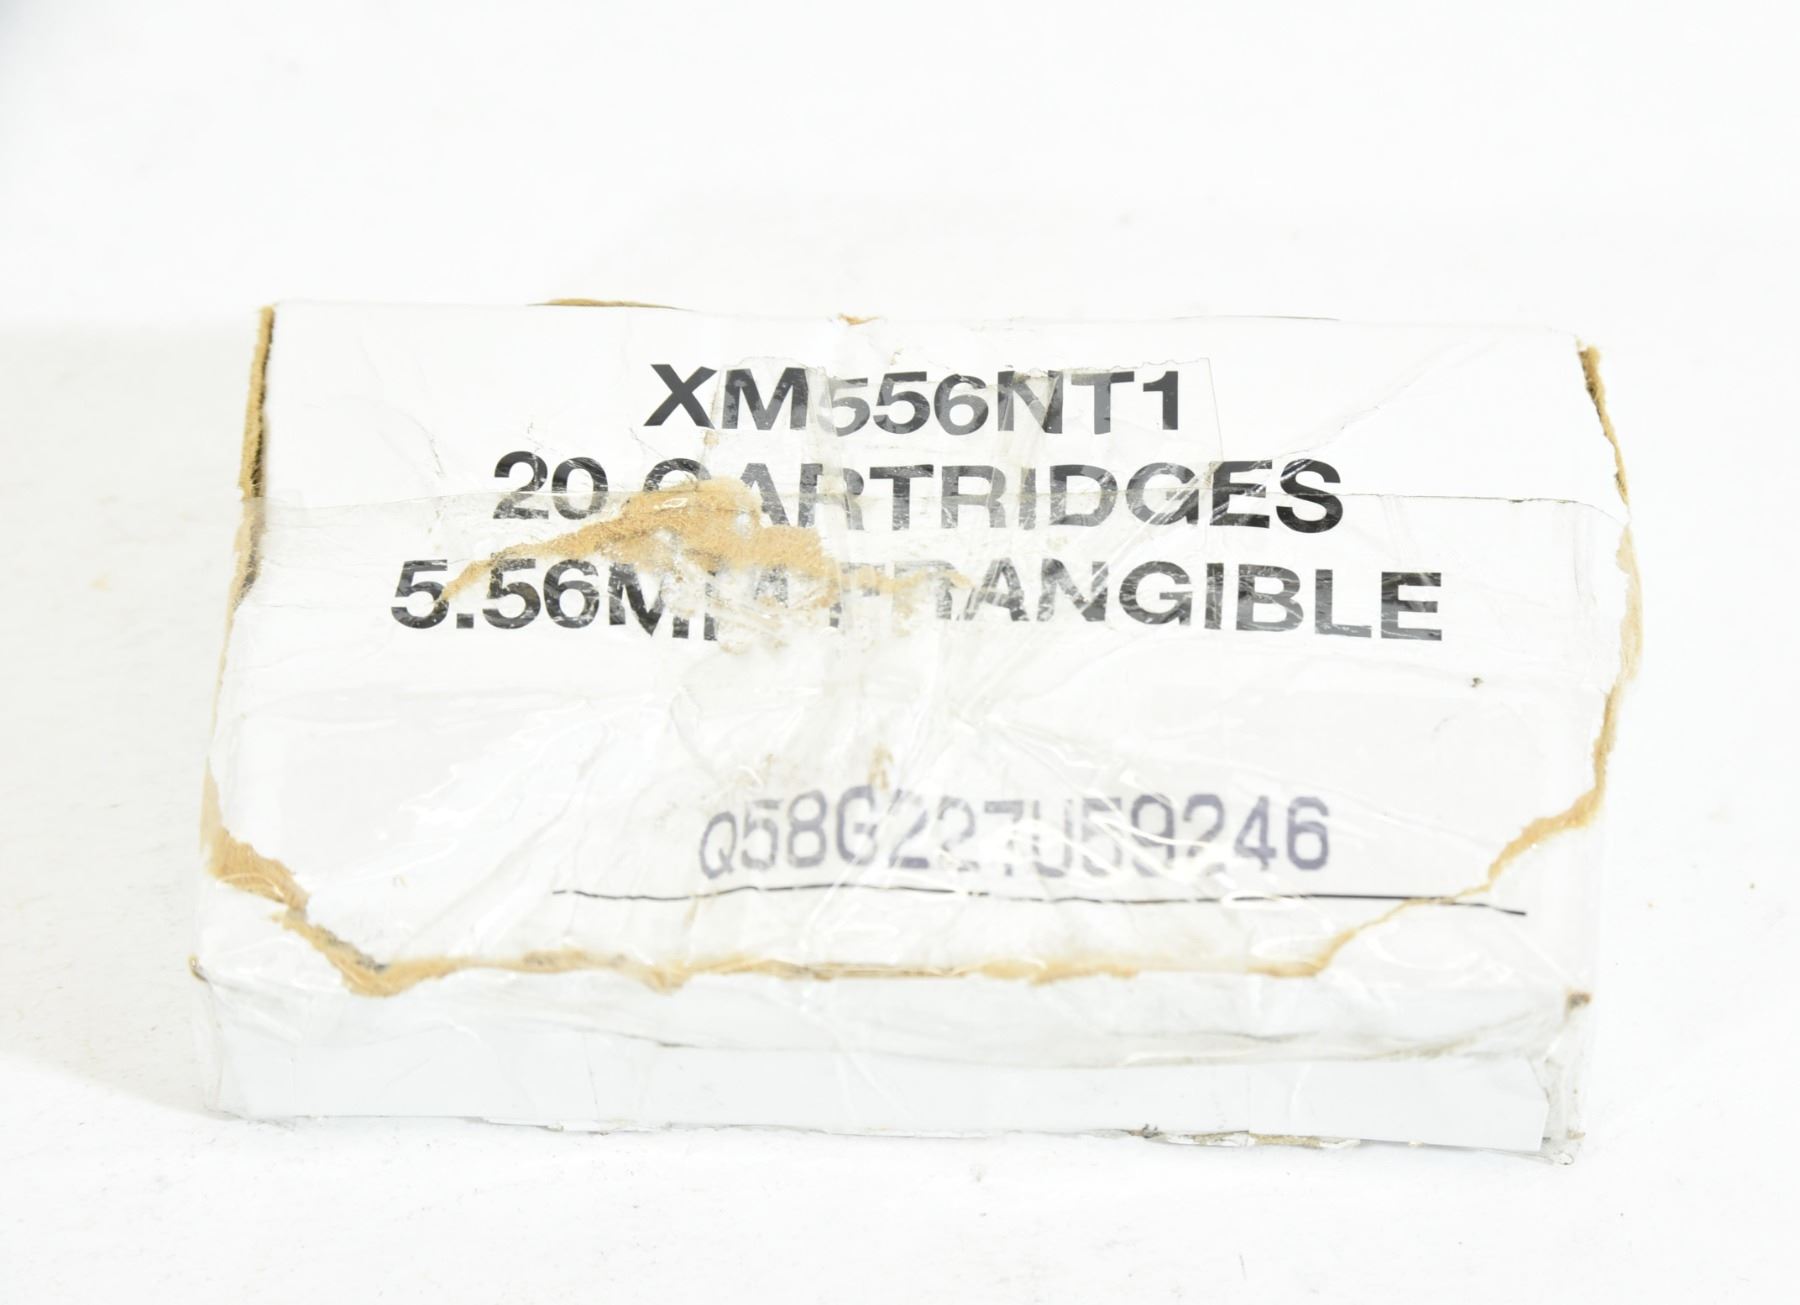 XM556NT1
20 CARTRIDGES
5.56MM FRANGIBLE
Q58G227U59246